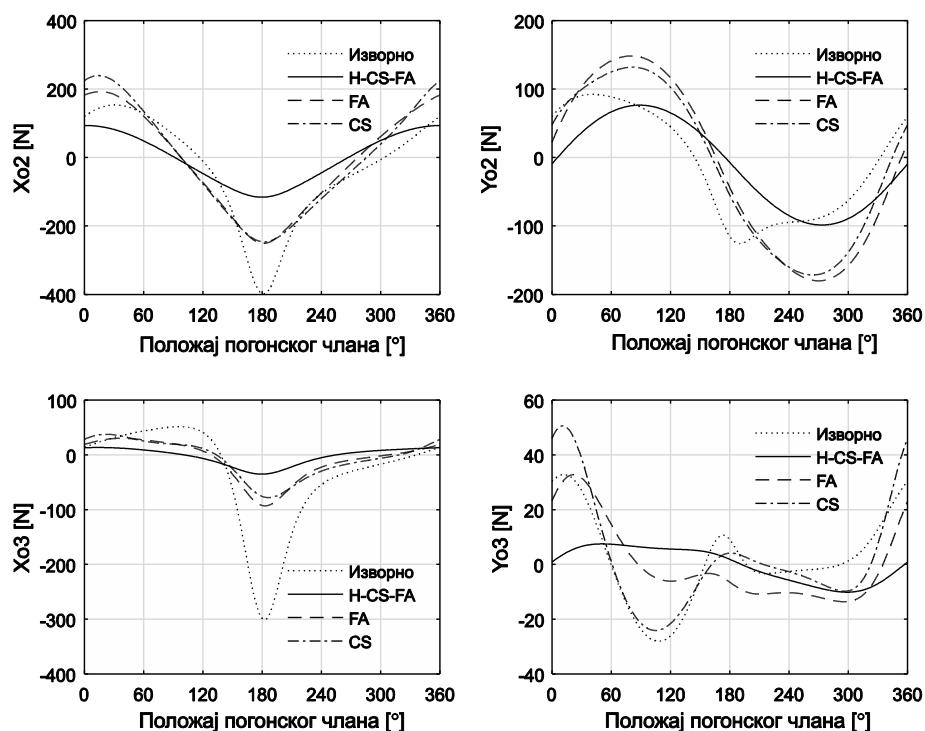 400
200
0
-200
-400
Xo2 [N]
Изворно
H-CS-FA
FA
CS
0 60 120 180 240 300 360
Положај погонског члана [°]
200
100
0
-100
-200
Yo2 [N]
Изворно
H-CS-FA
FA
CS
0 60 120 180 240 300 360
Положај погонског члана [°]
100
0
-100
-200
-300
-400
Xo3 [N]
Изворно
H-CS-FA
FA
CS
0 60 120 180 240 300 360
Положај погонског члана [°]
60
40
20
0
-20
-40
Yo3 [N]
Изворно
H-CS-FA
FA
CS
0 60 120 180 240 300 360
Положај погонског члана [°]